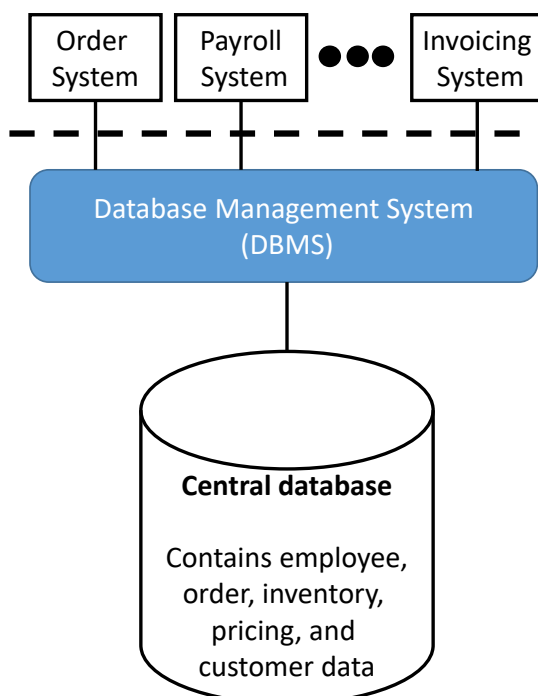 Order
System
Payroll
System
Invoicing
System
Database Management System
(DBMS)
Central database
Contains employee,
order, inventory,
pricing, and
customer data